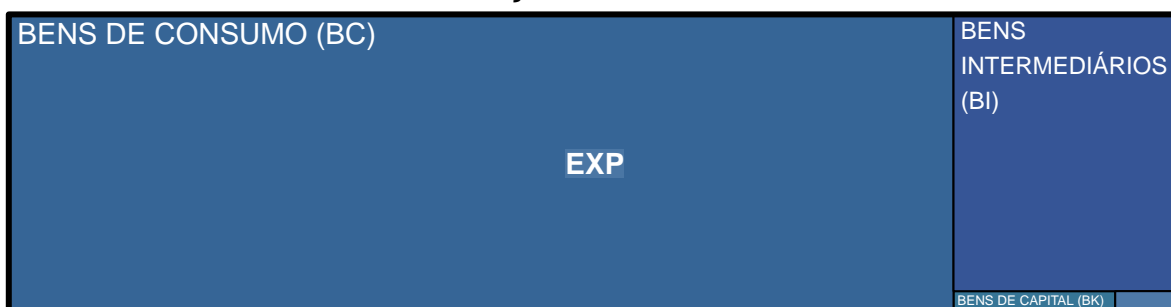 BENS DE CONSUMO (BC)
BENS
INTERMEDIÁRIOS
(BI)
EXP
BENS DE CAPITAL (BK)